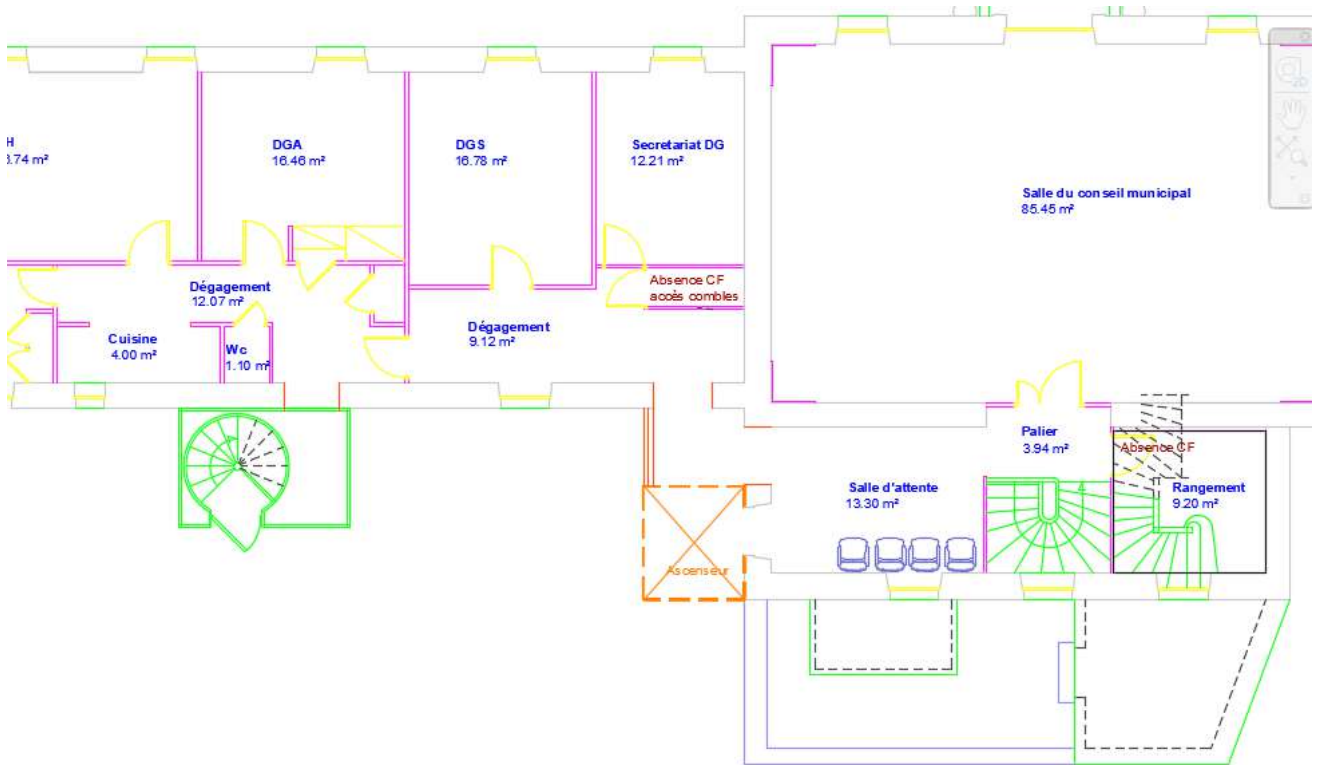 H
3.74 m²
DGA
16.46 m²
DGS
16.78 m²
Secretariat DG
12.21 m²
Salle du conseil municipal
85.45 m²
2D
Dégagement
12.07 m²
Absence CF
accès combles
Cuisine
4.00 m²
Wc
1.10 m²
Dégagement
9.12 m²
Palier
3.94 m²
Absence CF
Salle d'attente
13.30 m²
Rangement
9.20 m²
Ascenseur